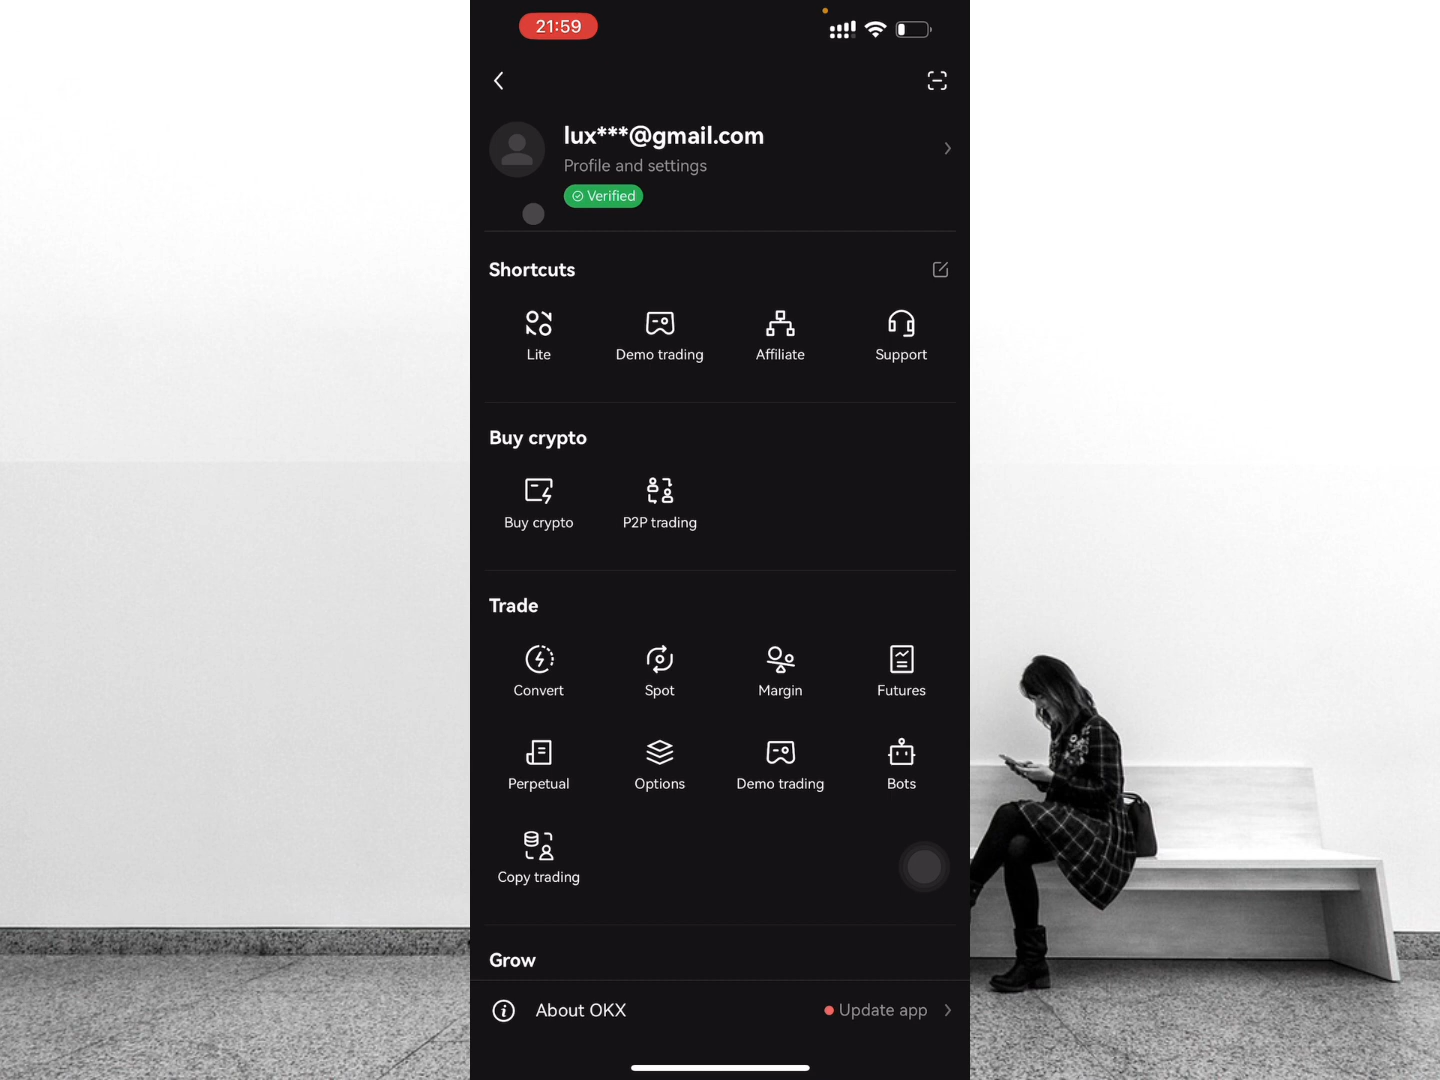 21:59
lux***@gmail.com
Profile and settings
Verified
Shortcuts
Lite
Demo trading
Affiliate
Support
Buy crypto
Buy crypto
P2P trading
Trade
Convert
Spot
Margin
Futures
Perpetual
Options
Demo trading
Bots
Copy trading
Grow
About OKX
Update app